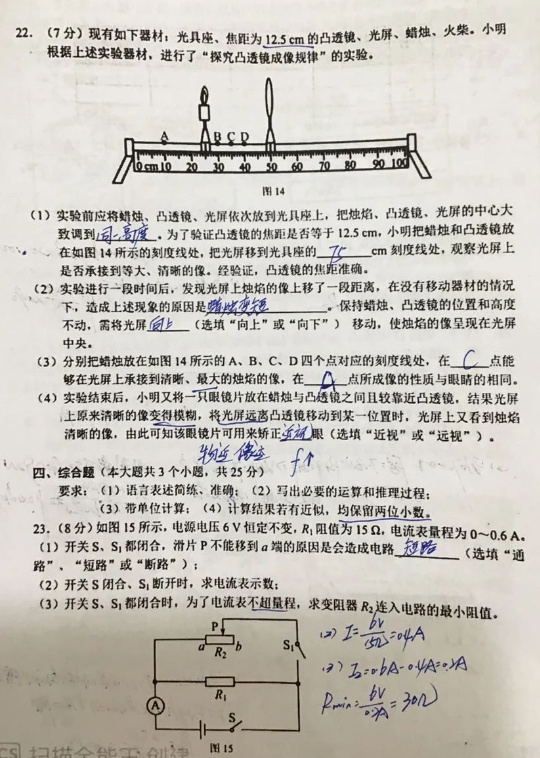 22. （7分）现有如下器材：光具座、焦距为12.5 cm的凸透镜、光屏、蜡烛、火柴。小明
根据上述实验器材，进行了“探究凸透镜成像规律”的实验。
A B C D
0cm10 20 30 40 50 60 70 80 90 100
图14
（1）实验前应将蜡烛、凸透镜、光屏依次放到光具座上，把烛焰、凸透镜、光屏的中心大
致调到同一高度。为了验证凸透镜的焦距是否等于12.5 cm，小明把蜡烛和凸透镜放
在如图14所示的刻度线处，把光屏移到光具座的 75 cm刻度线处，观察光屏上
是否承接到等大、清晰的像。经验证，凸透镜的焦距准确。
（2）实验进行一段时间后，发现光屏上烛焰的像上移了一段距离，在没有移动器材的情况
下，造成上述现象的原因是蜡烛变短。保持蜡烛、凸透镜的位置和高度
不动，需将光屏向上（选填“向上”或“向下”）移动，使烛焰的像呈现在光屏
中央。
（3）分别把蜡烛放在如图14所示的A、B、C、D四个点对应的刻度线处，在 C 点能
够在光屏上承接到清晰、最大的烛焰的像，在 A 点所成像的性质与眼睛的相同。
（4）实验结束后，小明又将一只眼镜片放在蜡烛与凸透镜之间且较靠近凸透镜，结果光屏
上原来清晰的像变得模糊，将光屏远离凸透镜移动到某一位置时，光屏上又看到烛焰
清晰的像，由此可知该眼镜片可用来矫正近视眼（选填“近视”或“远视”）。
f↑
四、综合题（本大题共3个小题，共25分）
要求：（1）语言表述简练、准确；（2）写出必要的运算和推理过程；
（3）带单位计算；（4）计算结果若有近似，均保留两位小数。
23.（8分）如图15所示，电源电压6 V恒定不变，R₁阻值为15 Ω，电流表量程为0~0.6 A。
（1）开关S、S₁都闭合，滑片P不能移到a端的原因是会造成电路 短路 （选填“通
路”、“短路”或“断路”）；
（2）开关S闭合、S₁断开时，求电流表示数；
（3）开关S、S₁都闭合时，为了电流表不超量程，求变阻器R₂连入电路的最小阻值。
P
a b
R₂
S₁
R₁
A
S
图15
(2) I=6V/15Ω=0.4A
(3) I₂=0.6A-0.4A=0.2A
Rmin=6V/0.2A=30Ω